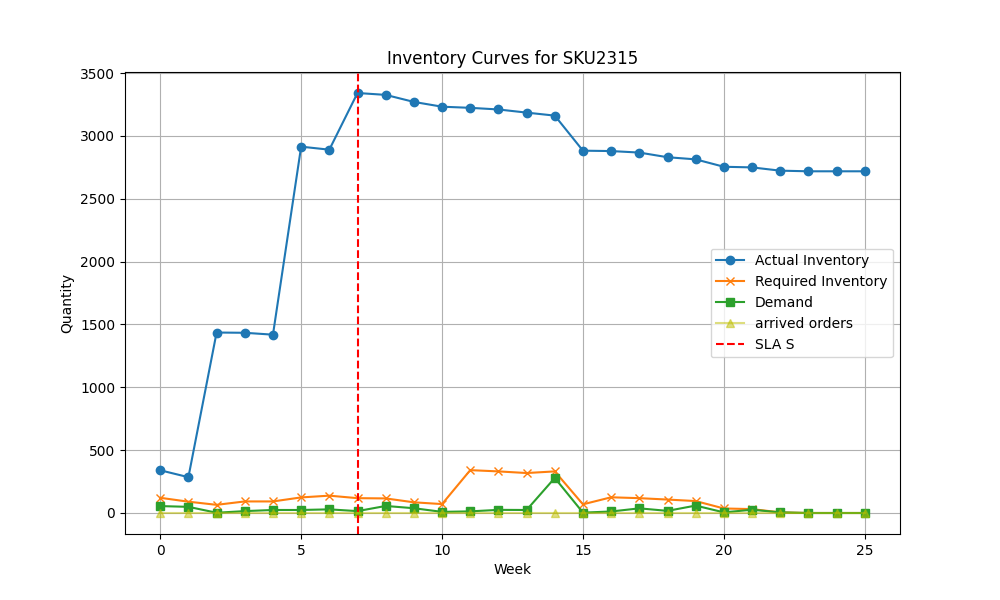 Inventory Curves for SKU2315
3500
3000
2500
2000
1500
1000
500
0
Quantity
Actual Inventory
Required Inventory
Demand
arrived orders
SLA S
0 5 10 15 20 25
Week